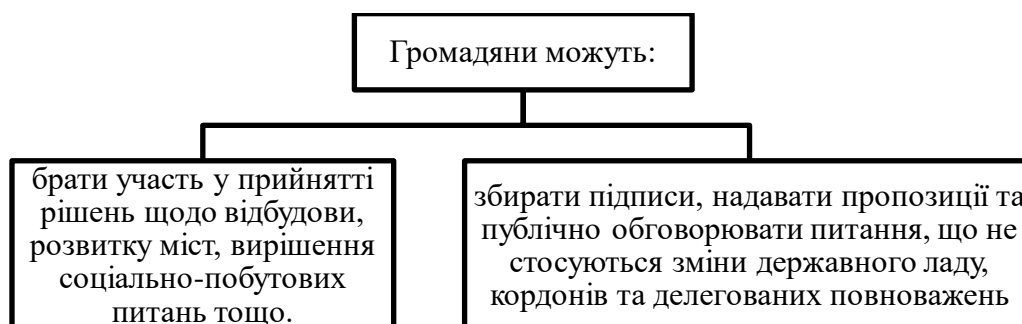 Громадяни можуть:
брати участь у прийнятті
рішень щодо відбудови,
розвитку міст, вирішення
соціально-побутових
питань тощо.
збирати підписи, надавати пропозиції та
публічно обговорювати питання, що не
стосуються зміни державного ладу,
кордонів та делегованих повноважень